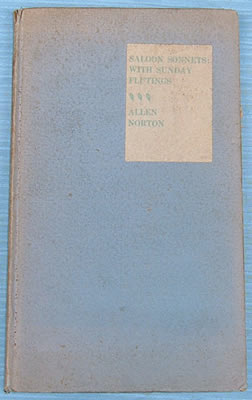 SALOON SONNETS:
WITH SUNDAY
FLUTINGS
ALLEN
NORTON